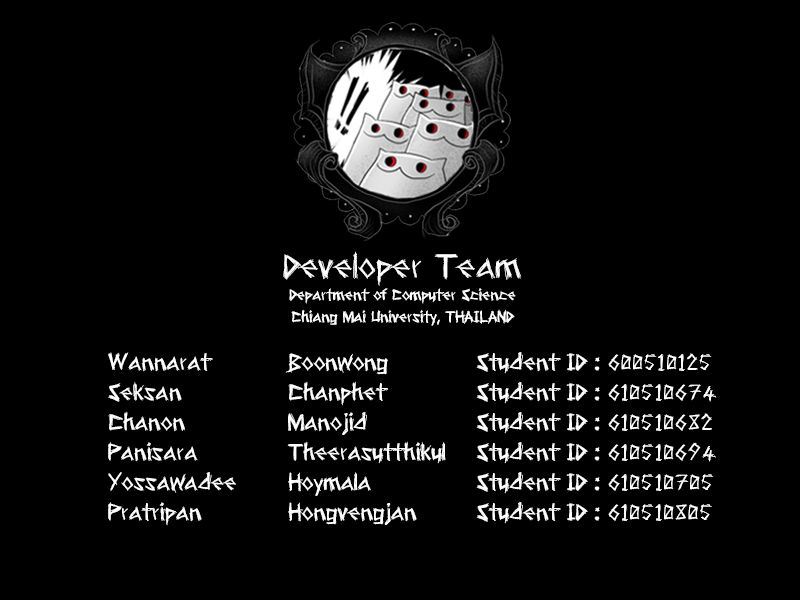 !!
Developer Team
Department of Computer Science
Chiang Mai University, THAILAND
Wannarat Boonwong Student ID : 600510125
Seksan Chanphet Student ID : 610510674
Chanon Manojid Student ID : 610510682
Panisara Theerasutthikul Student ID : 610510694
Yossawadee Hoymala Student ID : 610510705
Pratripan Hongvengjan Student ID : 610510805